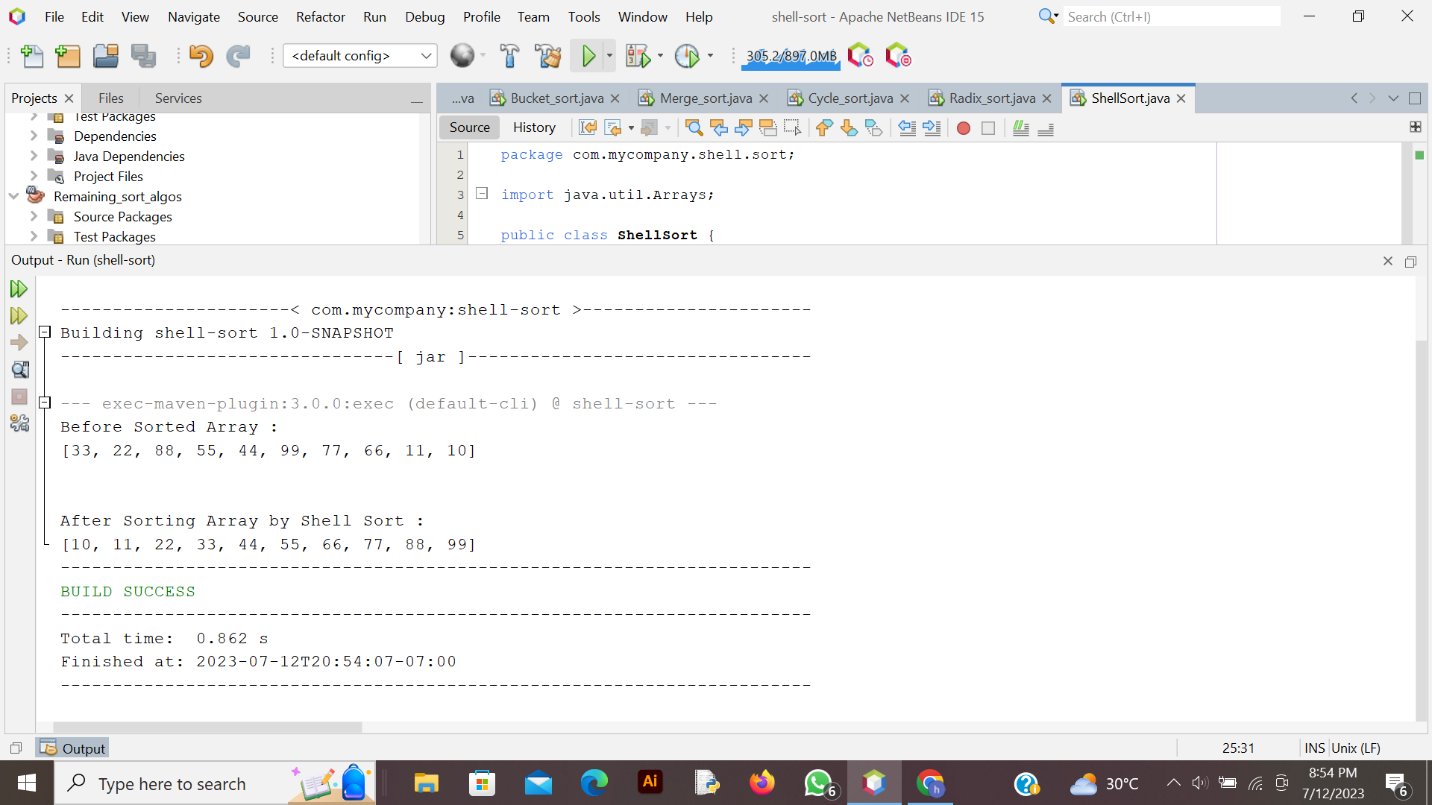 File Edit View Navigate Source Refactor Run Debug Profile Team Tools Window Help shell-sort - Apache NetBeans IDE 15 Search (Ctrl+I)
<default config> 305.2/897.0MB
Projects Files Services
Test Packages
Dependencies
Java Dependencies
Project Files
Remaining_sort_algos
Source Packages
Test Packages
...va Bucket_sort.java Merge_sort.java Cycle_sort.java Radix_sort.java ShellSort.java
Source History
1 package com.mycompany.shell.sort;
2
3 import java.util.Arrays;
4
5 public class ShellSort {
Output - Run (shell-sort)
----------------------< com.mycompany:shell-sort >----------------------
Building shell-sort 1.0-SNAPSHOT
--------------------------------[ jar ]---------------------------------
--- exec-maven-plugin:3.0.0:exec (default-cli) @ shell-sort ---
Before Sorted Array :
[33, 22, 88, 55, 44, 99, 77, 66, 11, 10]
After Sorting Array by Shell Sort :
[10, 11, 22, 33, 44, 55, 66, 77, 88, 99]
------------------------------------------------------------------------
BUILD SUCCESS
------------------------------------------------------------------------
Total time:  0.862 s
Finished at: 2023-07-12T20:54:07-07:00
------------------------------------------------------------------------
Output 25:31 INS Unix (LF)
Type here to search Ai 6 h 30°C 8:54 PM 6
7/12/2023